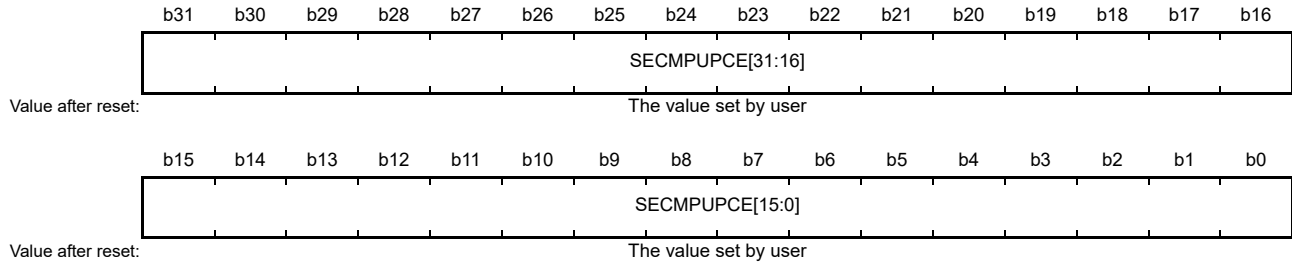 b31 b30 b29 b28 b27 b26 b25 b24 b23 b22 b21 b20 b19 b18 b17 b16
SECMPUPCE[31:16]
Value after reset: The value set by user
b15 b14 b13 b12 b11 b10 b9 b8 b7 b6 b5 b4 b3 b2 b1 b0
SECMPUPCE[15:0]
Value after reset: The value set by user